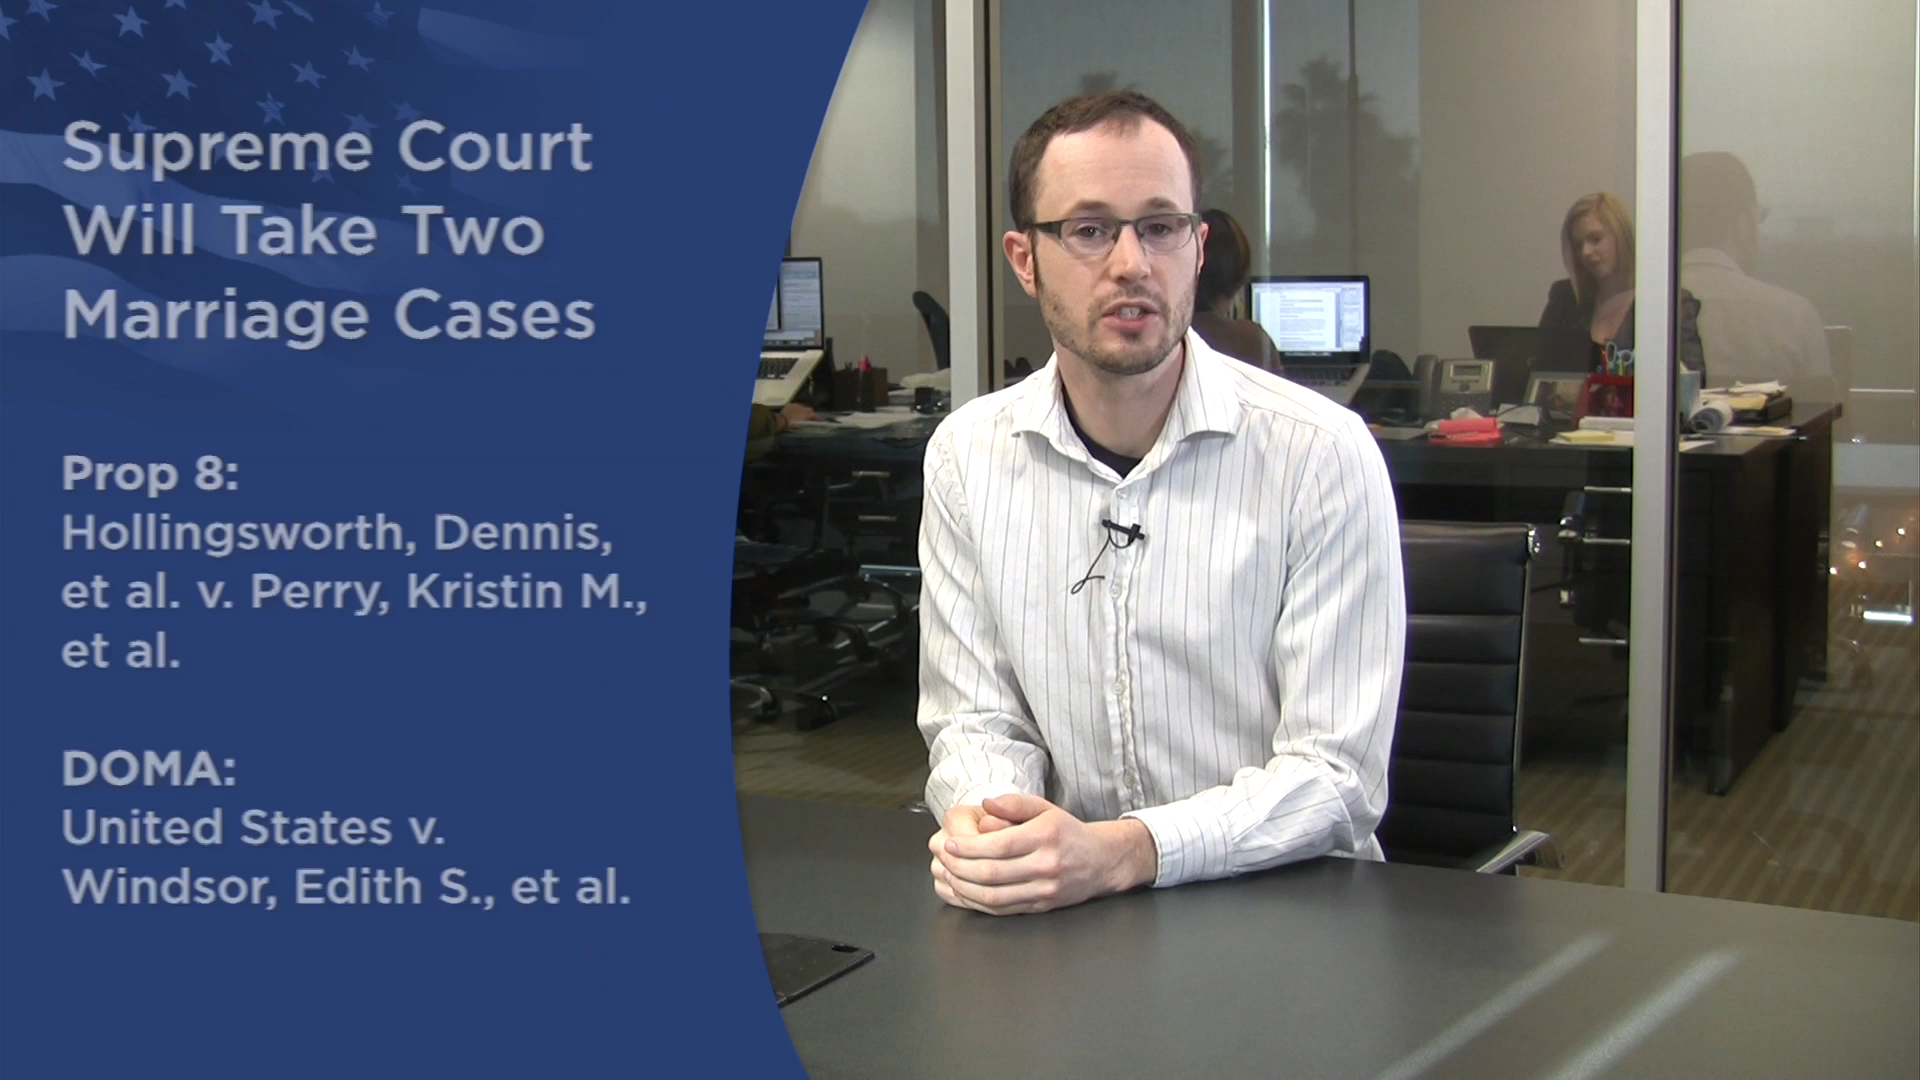 Supreme Court
Will Take Two
Marriage Cases
Prop 8:
Hollingsworth, Dennis,
et al. v. Perry, Kristin M.,
et al.
DOMA:
United States v.
Windsor, Edith S., et al.